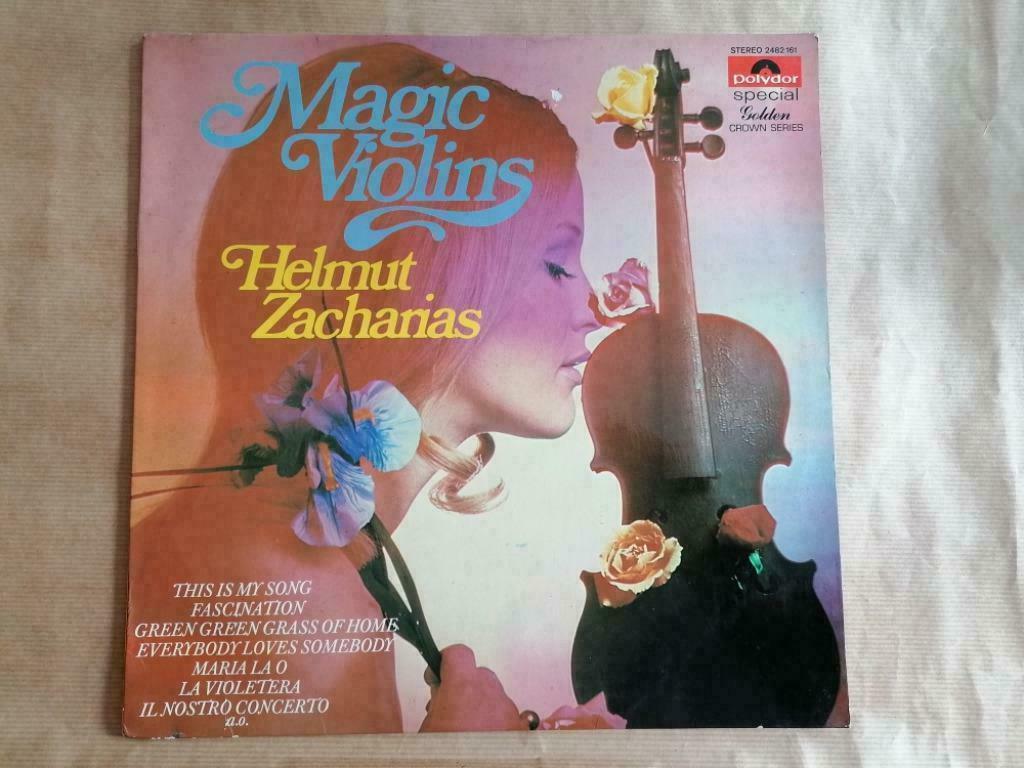 Magic
Violins
Helmut
Zacharias
STEREO 2482 161
polydor
special
Golden
CROWN SERIES
THIS IS MY SONG
FASCINATION
GREEN GREEN GRASS OF HOME
EVERYBODY LOVES SOMEBODY
MARIA LA O
LA VIOLETERA
IL NOSTRO CONCERTO
a.o.